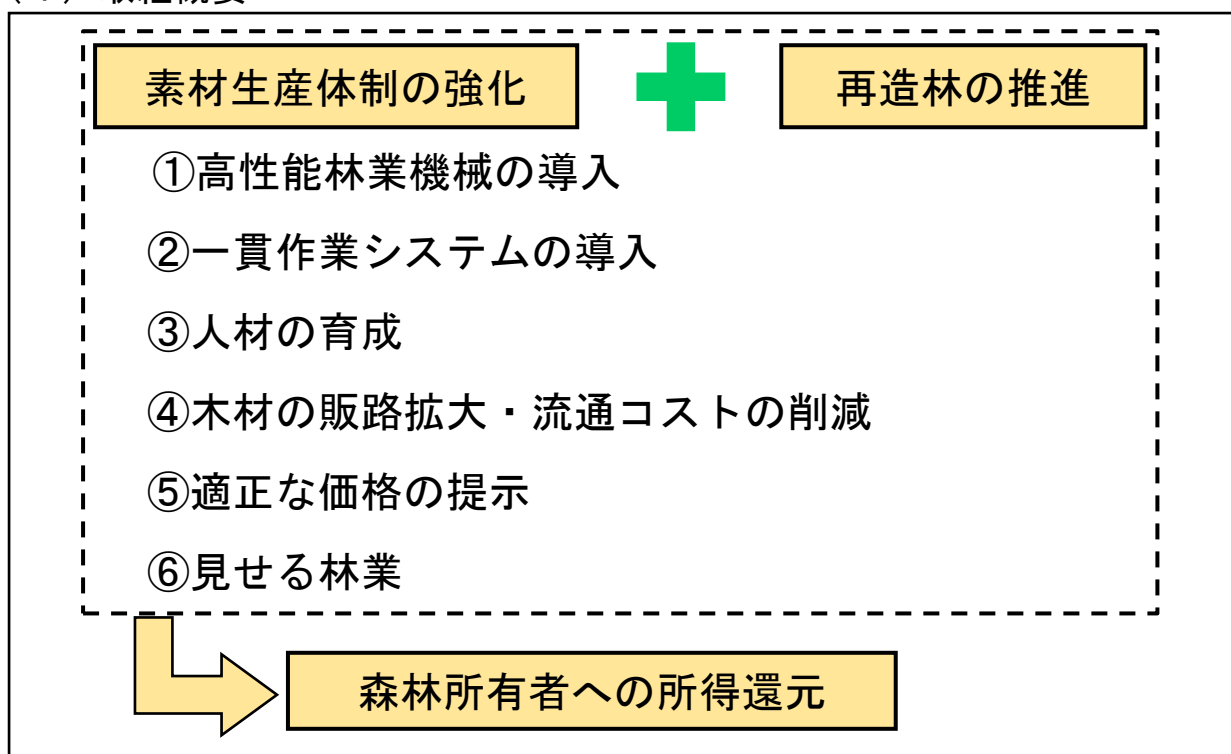 素材生産体制の強化
再造林の推進
①高性能林業機械の導入
②一貫作業システムの導入
③人材の育成
④木材の販路拡大・流通コストの削減
⑤適正な価格の提示
⑥見せる林業
森林所有者への所得還元